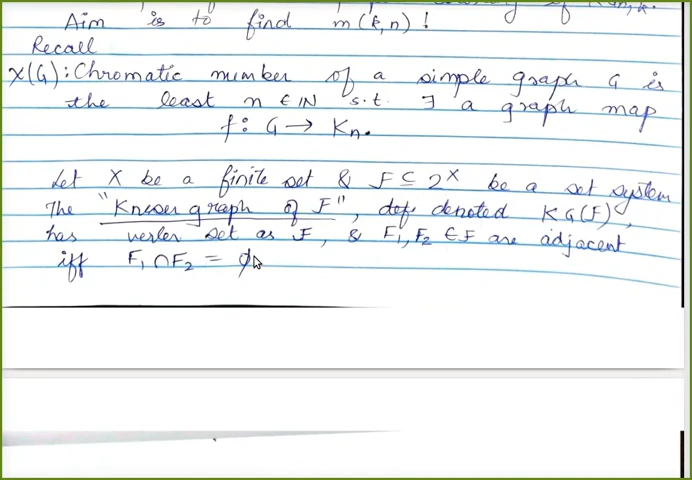 Aim is to find m(k,n) !
Recall
χ(G): Chromatic number of a simple graph G is
the least n ∈ ℕ s.t. ∃ a graph map
f: G → Kn.
Let X be a finite set & F ⊆ 2^X be a set system
The "Kneser graph of F", def. denoted KG(F),
has vertex set as F, & F1, F2 ∈ F are adjacent
iff F1 ∩ F2 = ϕ